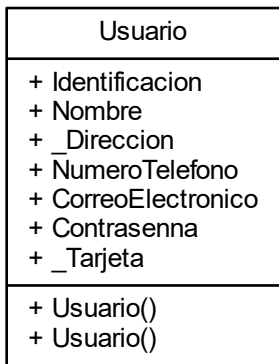 Usuario
+ Identificacion
+ Nombre
+ _Direccion
+ NumeroTelefono
+ CorreoElectronico
+ Contrasenna
+ _Tarjeta
+ Usuario()
+ Usuario()